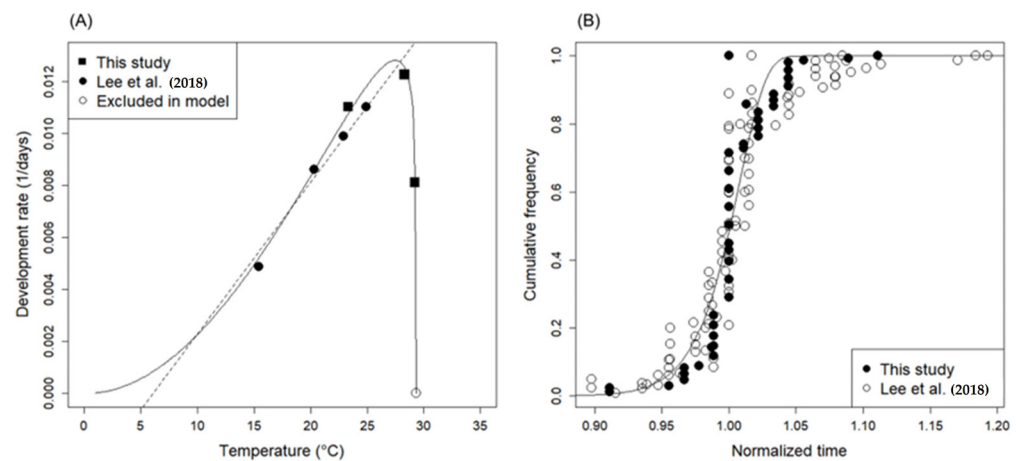 (A)
This study
Lee et al. (2018)
Excluded in model
Development rate (1/days)
0.000
0.002
0.004
0.006
0.008
0.010
0.012
0
5
10
15
20
25
30
35
Temperature (°C)
(B)
Cumulative frequency
0.0
0.2
0.4
0.6
0.8
1.0
This study
Lee et al. (2018)
0.90
0.95
1.00
1.05
1.10
1.15
1.20
Normalized time